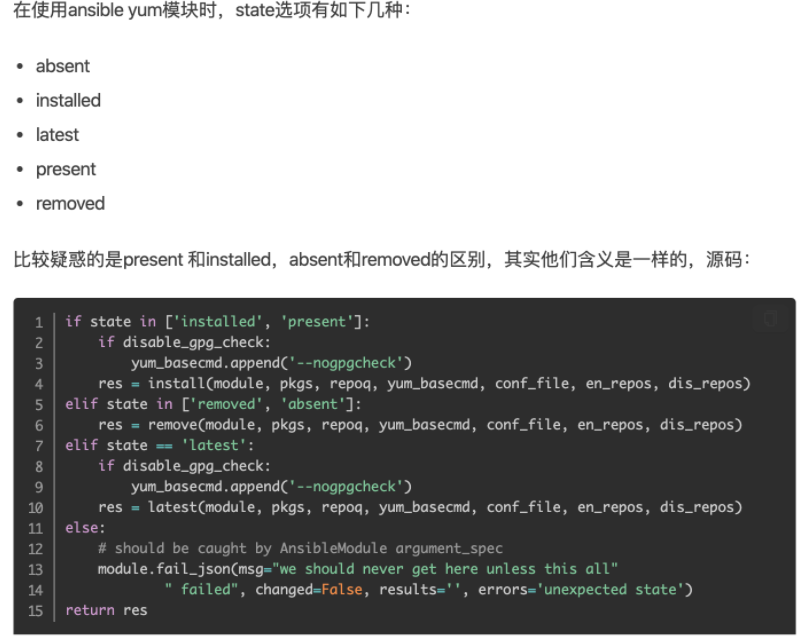 在使用ansible yum模块时，state选项有如下几种：
• absent
• installed
• latest
• present
• removed
比较疑惑的是present 和installed，absent和removed的区别，其实他们含义是一样的，源码：
1 if state in ['installed', 'present']:
2     if disable_gpg_check:
3         yum_basecmd.append('--nogpgcheck')
4     res = install(module, pkgs, repoq, yum_basecmd, conf_file, en_repos, dis_repos)
5 elif state in ['removed', 'absent']:
6     res = remove(module, pkgs, repoq, yum_basecmd, conf_file, en_repos, dis_repos)
7 elif state == 'latest':
8     if disable_gpg_check:
9         yum_basecmd.append('--nogpgcheck')
10     res = latest(module, pkgs, repoq, yum_basecmd, conf_file, en_repos, dis_repos)
11 else:
12     # should be caught by AnsibleModule argument_spec
13     module.fail_json(msg="we should never get here unless this all"
14             " failed", changed=False, results='', errors='unexpected state')
15 return res